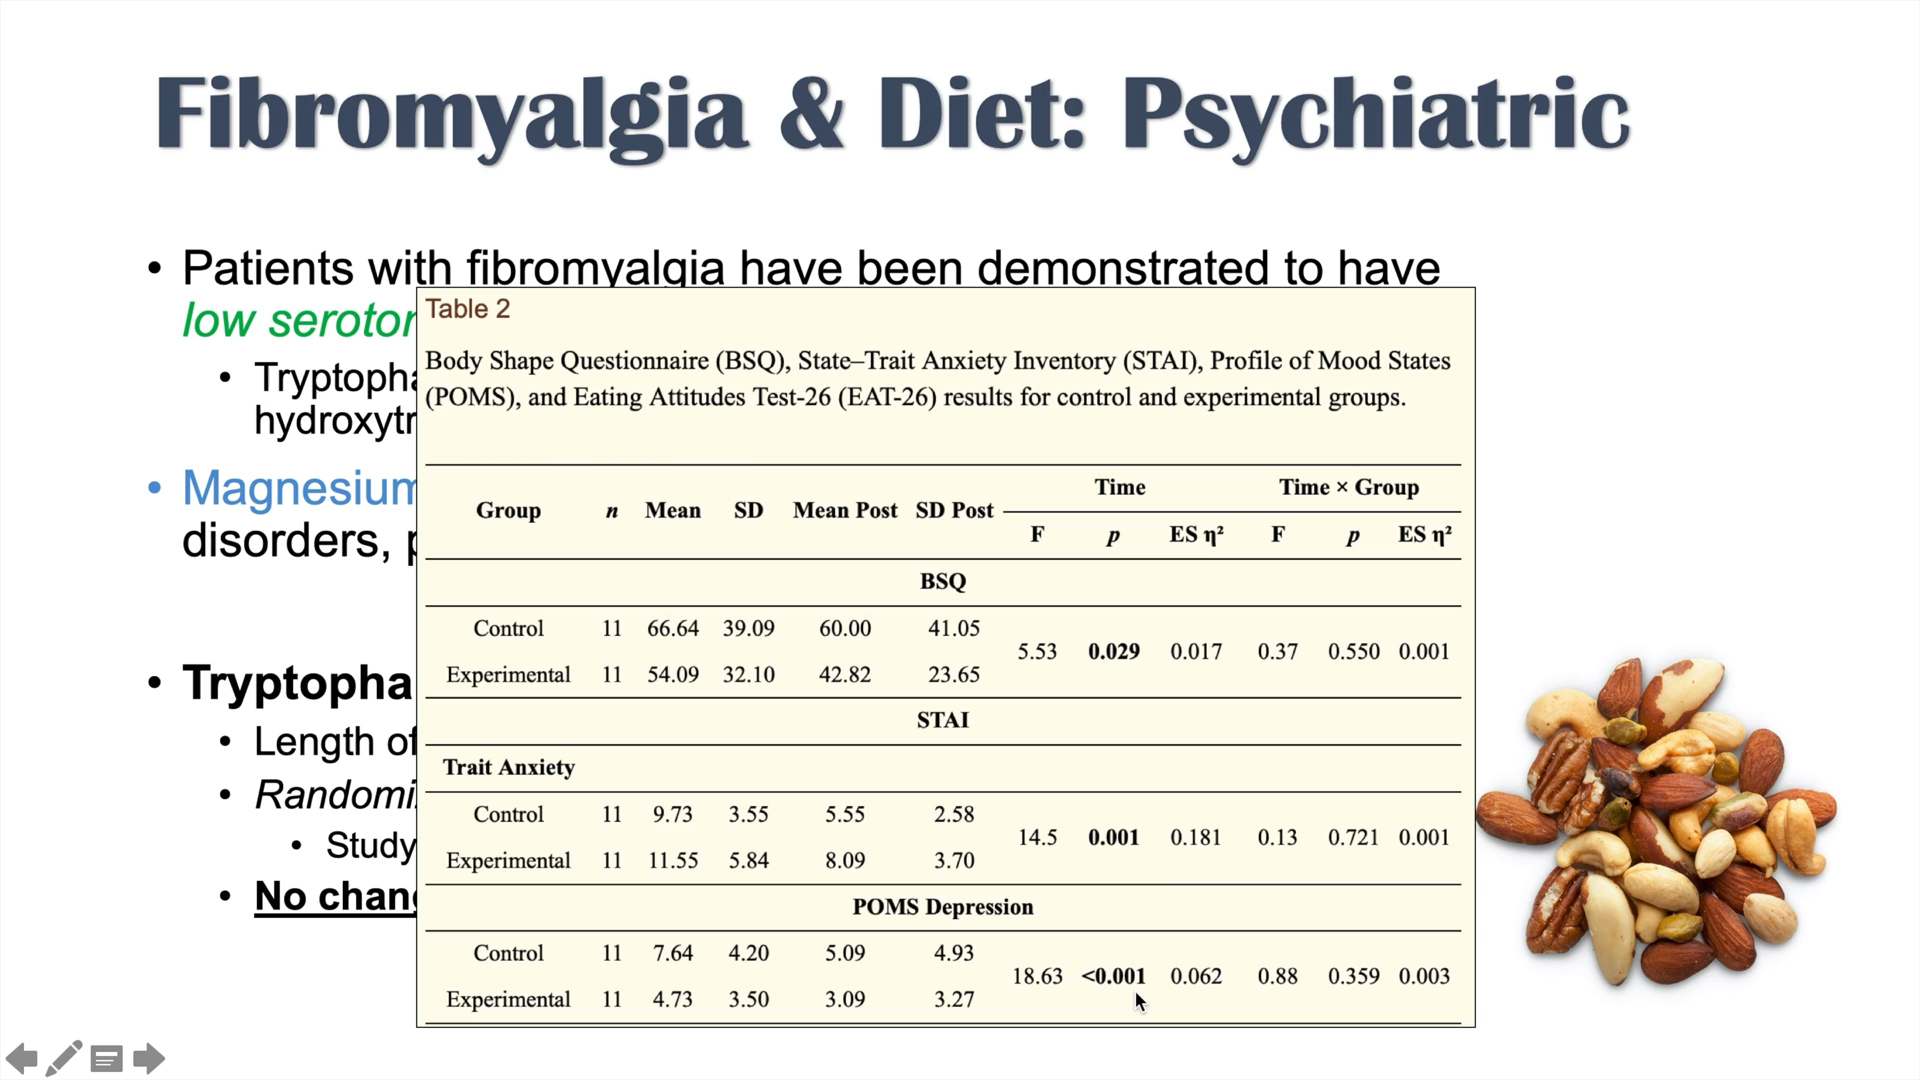 Fibromyalgia & Diet: Psychiatric
• Patients with fibromyalgia have been demonstrated to have
low
•
• Magnesium
disorders,
•
• Length of
•
• Study
• No
Table 2
Body Shape Questionnaire (BSQ), State–Trait Anxiety Inventory (STAI), Profile of Mood States
(POMS), and Eating Attitudes Test-26 (EAT-26) results for control and experimental groups.
Time Time × Group
Group n Mean SD Mean Post SD Post
F p ES η² F p ES η²
BSQ
Control 11 66.64 39.09 60.00 41.05
5.53 0.029 0.017 0.37 0.550 0.001
Experimental 11 54.09 32.10 42.82 23.65
STAI
Trait Anxiety
Control 11 9.73 3.55 5.55 2.58
14.5 0.001 0.181 0.13 0.721 0.001
Experimental 11 11.55 5.84 8.09 3.70
POMS Depression
Control 11 7.64 4.20 5.09 4.93
18.63 <0.001 0.062 0.88 0.359 0.003
Experimental 11 4.73 3.50 3.09 3.27